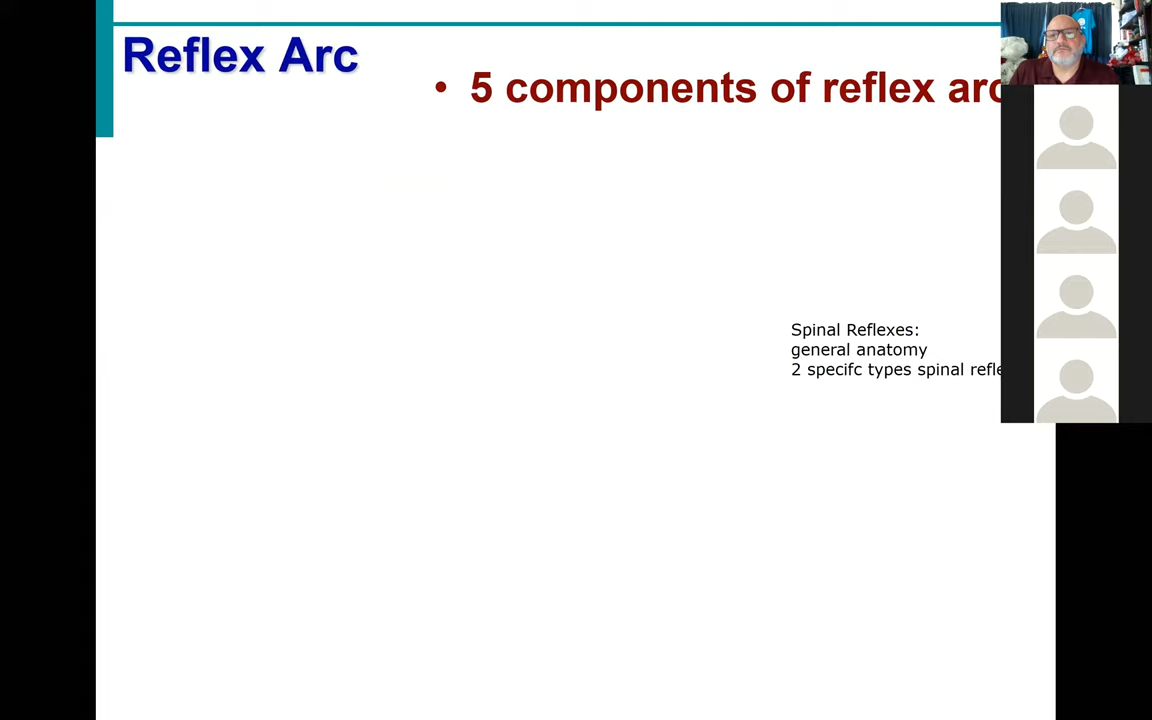 Reflex Arc
• 5 components of reflex arc
Spinal Reflexes:
general anatomy
2 specifc types spinal refle